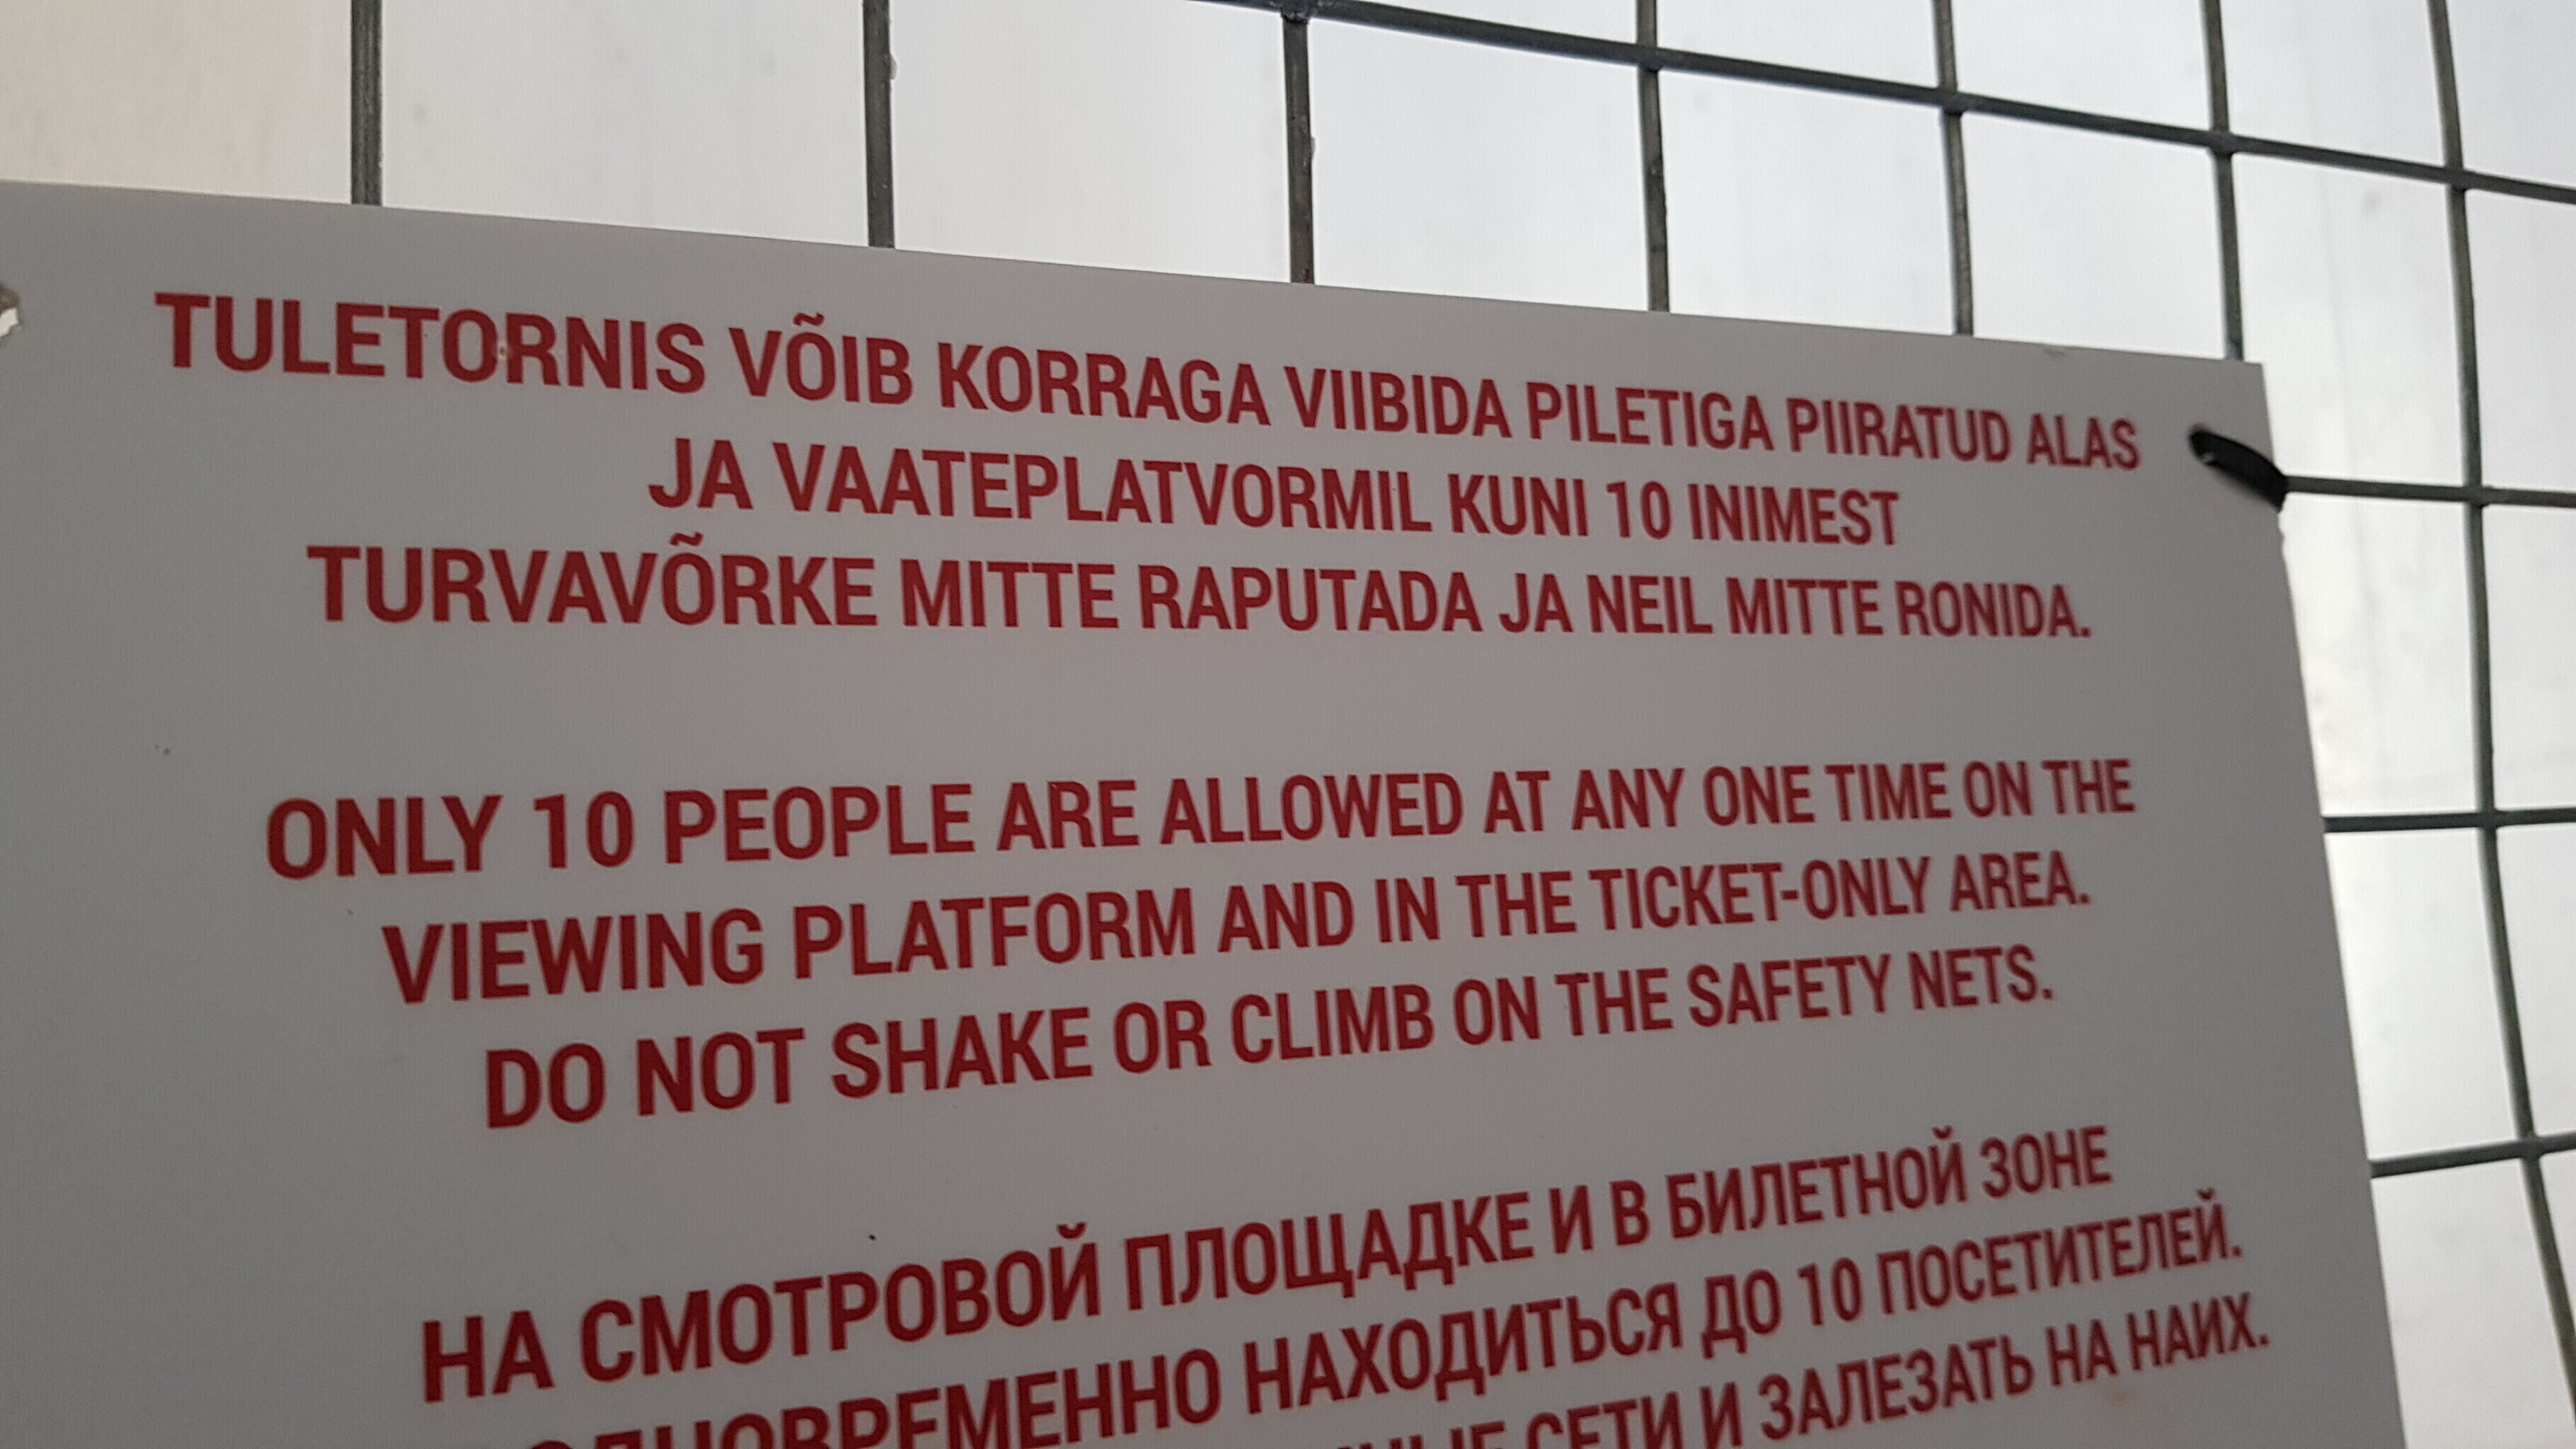 TULETORNIS VÕIB KORRAGA VIIBIDA PILETIGA PIIRATUD ALAS
JA VAATEPLATVORMIL KUNI 10 INIMEST
TURVAVÕRKE MITTE RAPUTADA JA NEIL MITTE RONIDA.
ONLY 10 PEOPLE ARE ALLOWED AT ANY ONE TIME ON THE
VIEWING PLATFORM AND IN THE TICKET-ONLY AREA.
DO NOT SHAKE OR CLIMB ON THE SAFETY NETS.
НА СМОТРОВОЙ ПЛОЩАДКЕ И В БИЛЕТНОЙ ЗОНЕ
ОДНОВРЕМЕННО НАХОДИТЬСЯ ДО 10 ПОСЕТИТЕЛЕЙ.
СЕТИ И ЗАЛЕЗАТЬ НА НАИХ.